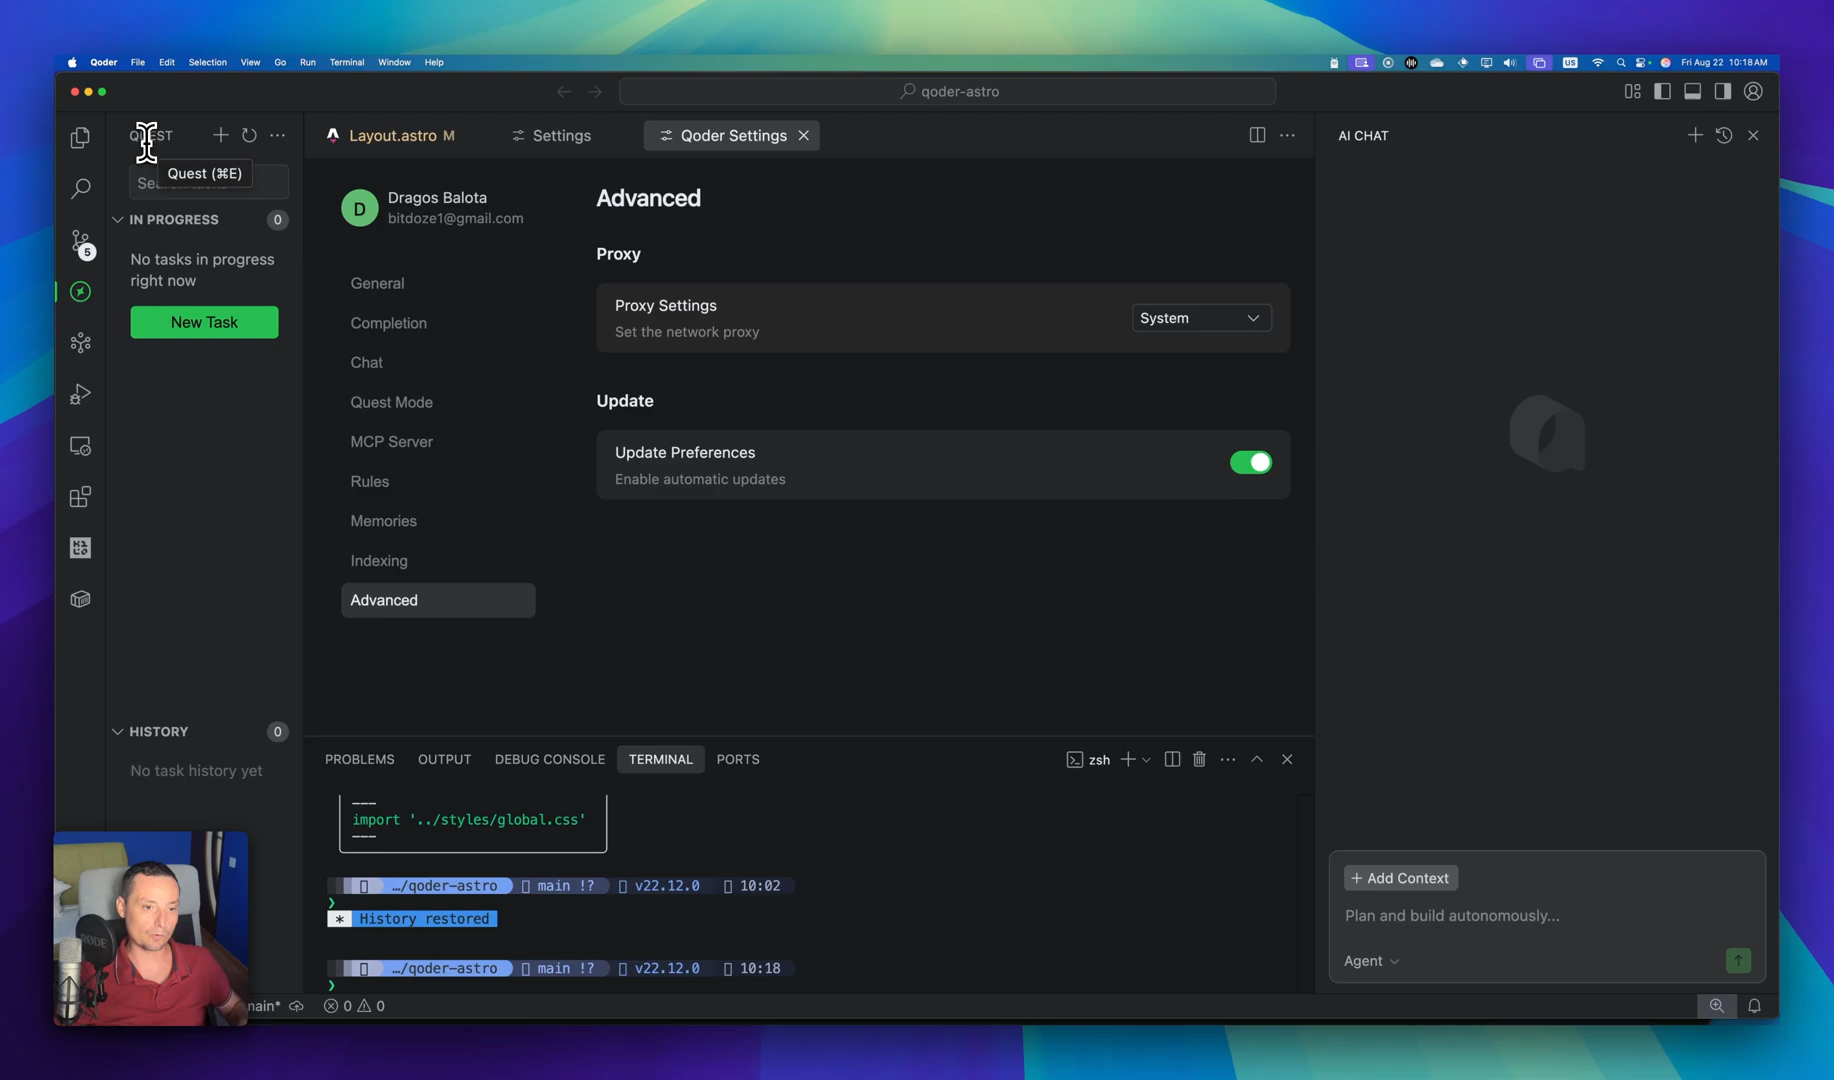 Qoder File Edit Selection View Go Run Terminal Window Help
US Fri Aug 22 10:18 AM
qoder-astro
QUEST
Quest (⌘E)
IN PROGRESS 0
No tasks in progress
right now
New Task
HISTORY 0
No task history yet
5
Layout.astro M
Settings
Qoder Settings
D
Dragos Balota
bitdoze1@gmail.com
General
Completion
Chat
Quest Mode
MCP Server
Rules
Memories
Indexing
Advanced
Advanced
Proxy
Proxy Settings
Set the network proxy
System
Update
Update Preferences
Enable automatic updates
PROBLEMS OUTPUT DEBUG CONSOLE TERMINAL PORTS
zsh
---
import '../styles/global.css'
---
…/qoder-astro main !? v22.12.0 10:02
❯
* History restored
…/qoder-astro main !? v22.12.0 10:18
❯
AI CHAT
+ Add Context
Plan and build autonomously...
Agent
RØDE
main* 0 0